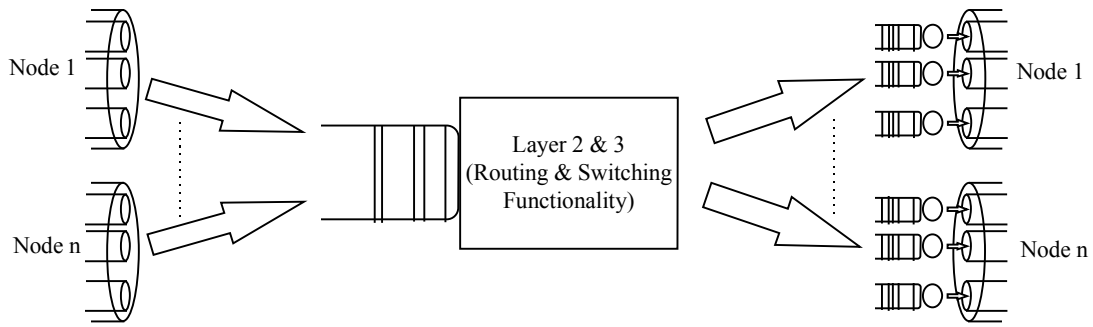 Node 1
Node n
Layer 2 & 3
(Routing & Switching
Functionality)
Node 1
Node n